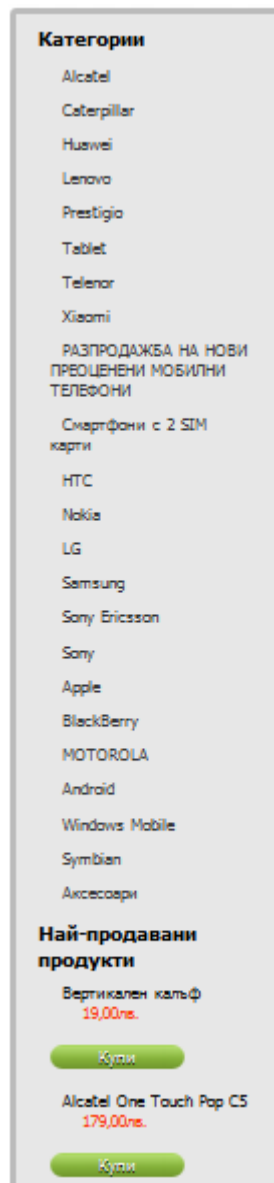 Категории
Alcatel
Caterpillar
Huawei
Lenovo
Prestigio
Tablet
Telenor
Xiaomi
РАЗПРОДАЖБА НА НОВИ
ПРЕОЦЕНЕНИ МОБИЛНИ
ТЕЛЕФОНИ
Смартфони с 2 SIM
карти
HTC
Nokia
LG
Samsung
Sony Ericsson
Sony
Apple
BlackBerry
MOTOROLA
Android
Windows Mobile
Symbian
Аксесоари
Най-продавани
продукти
Вертикален калъф
19,00лв.
Купи
Alcatel One Touch Pop C5
179,00лв.
Купи